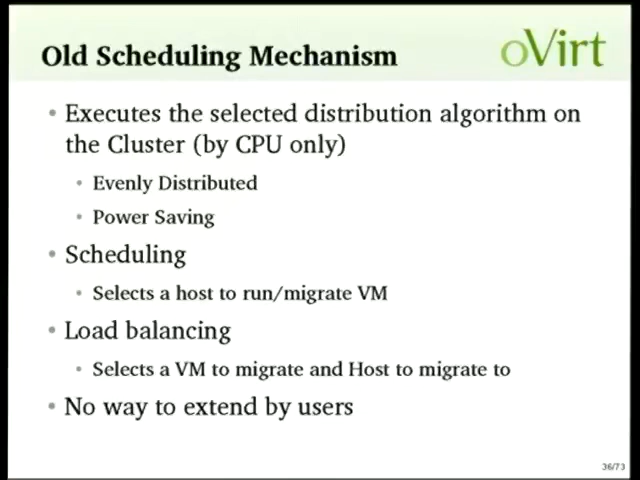 Old Scheduling Mechanism
oVirt
• Executes the selected distribution algorithm on
the Cluster (by CPU only)
• Evenly Distributed
• Power Saving
• Scheduling
• Selects a host to run/migrate VM
• Load balancing
• Selects a VM to migrate and Host to migrate to
• No way to extend by users
36/73